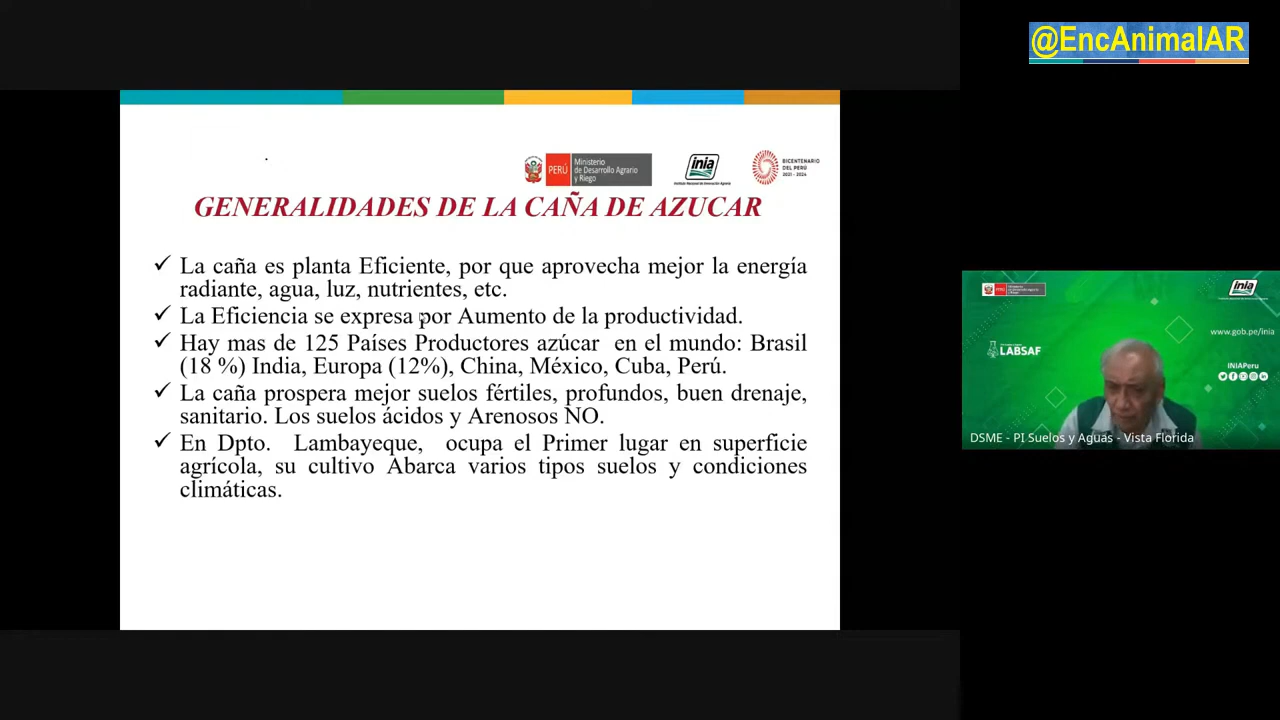 @EncAnimalAR
PERÚ
Ministerio
de Desarrollo Agrario
y Riego
inia
Instituto Nacional de Innovación Agraria
BICENTENARIO
DEL PERÚ
2021 - 2024
GENERALIDADES DE LA CAÑA DE AZUCAR
✓ La caña es planta Eficiente, por que aprovecha mejor la energía
radiante, agua, luz, nutrientes, etc.
✓ La Eficiencia se expresa por Aumento de la productividad.
✓ Hay mas de 125 Países Productores azúcar en el mundo: Brasil
(18 %) India, Europa (12%), China, México, Cuba, Perú.
✓ La caña prospera mejor suelos fértiles, profundos, buen drenaje,
sanitario. Los suelos ácidos y Arenosos NO.
✓ En Dpto. Lambayeque, ocupa el Primer lugar en superficie
agrícola, su cultivo Abarca varios tipos suelos y condiciones
climáticas.
PERÚ
inia
www.gob.pe/inia
LABSAF
INIAPeru
DSME - PI Suelos y Aguas - Vista Florida